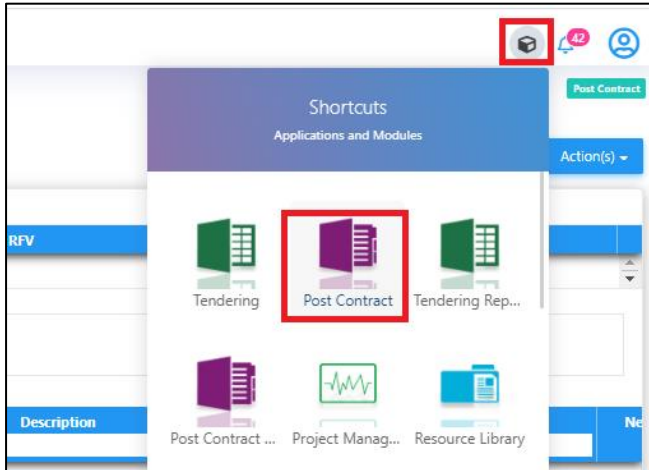 42
Post Contract
Shortcuts
Applications and Modules
Action(s)
RFV
Tendering
Post Contract
Tendering Rep...
Description
Ne
Post Contract ...
Project Manag...
Resource Library